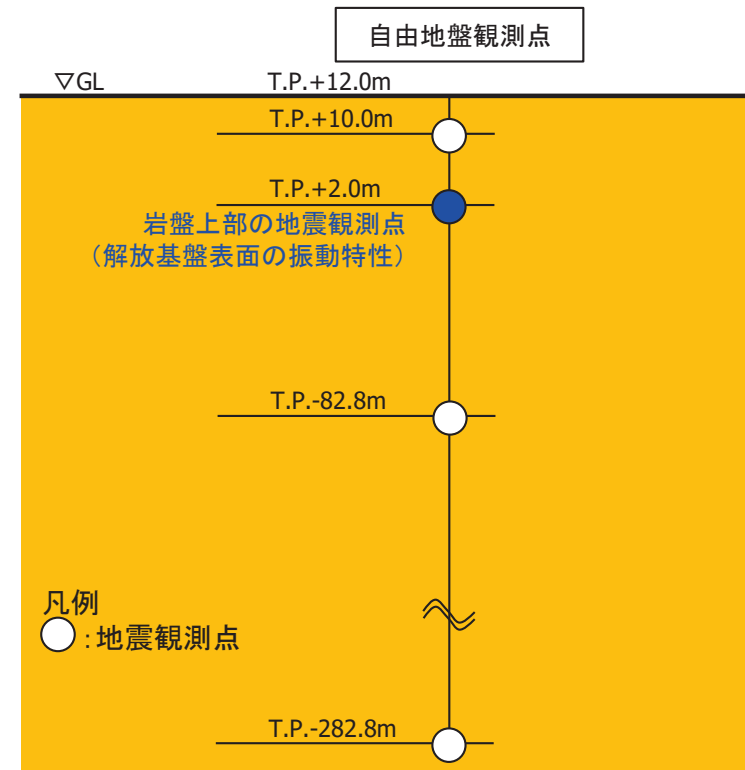 自由地盤観測点
▽GL
T.P.+12.0m
T.P.+10.0m
T.P.+2.0m
岩盤上部の地震観測点
（解放基盤表面の振動特性）
T.P.-82.8m
凡例
：地震観測点
T.P.-282.8m